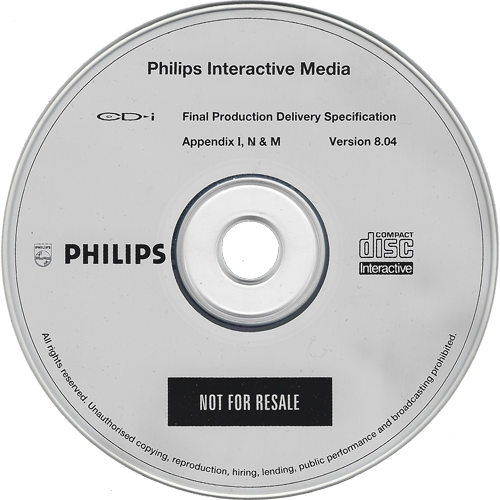 Philips Interactive Media
CD-i Final Production Delivery Specification
Appendix I, N & M Version 8.04
PHILIPS
COMPACT
disc
Interactive
NOT FOR RESALE
All rights reserved. Unauthorised copying, reproduction, hiring, lending, public performance and broadcasting prohibited.